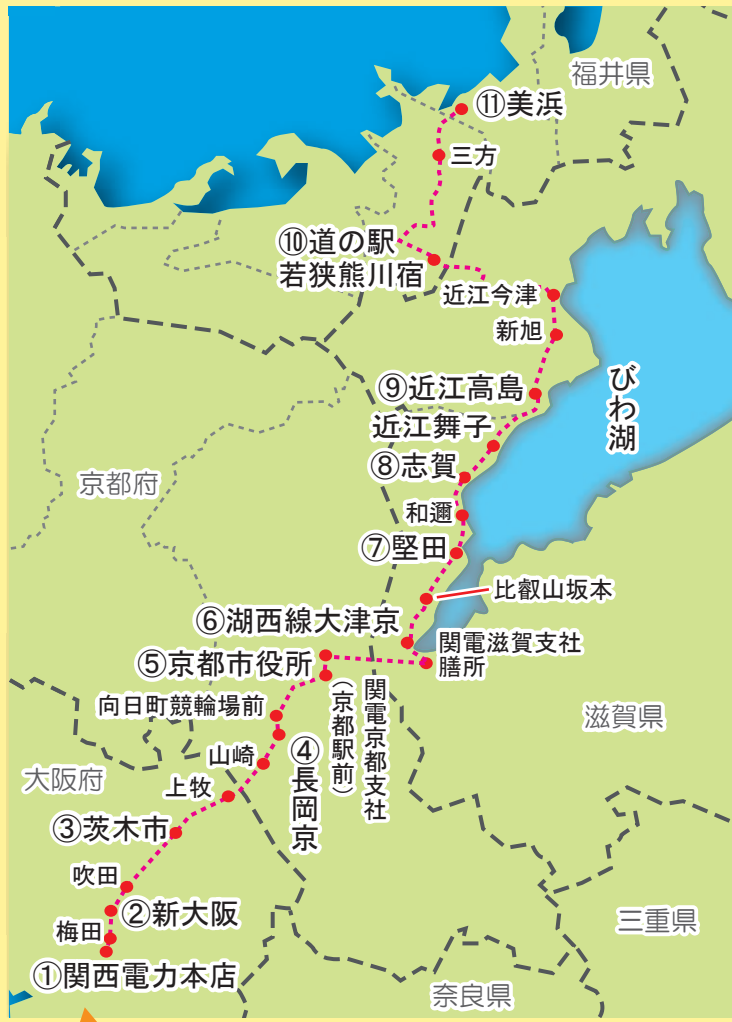 福井県
⑪美浜
三方
⑩道の駅
若狭熊川宿
近江今津
新旭
びわ湖
⑨近江高島
近江舞子
⑧志賀
京都府
和邇
⑦堅田
比叡山坂本
⑥湖西線大津京
関電滋賀支社
膳所
⑤京都市役所
関電京都支社
(京都駅前)
向日町競輪場前
滋賀県
④長岡京
山崎
大阪府
上牧
③茨木市
吹田
②新大阪
三重県
梅田
①関西電力本店
奈良県